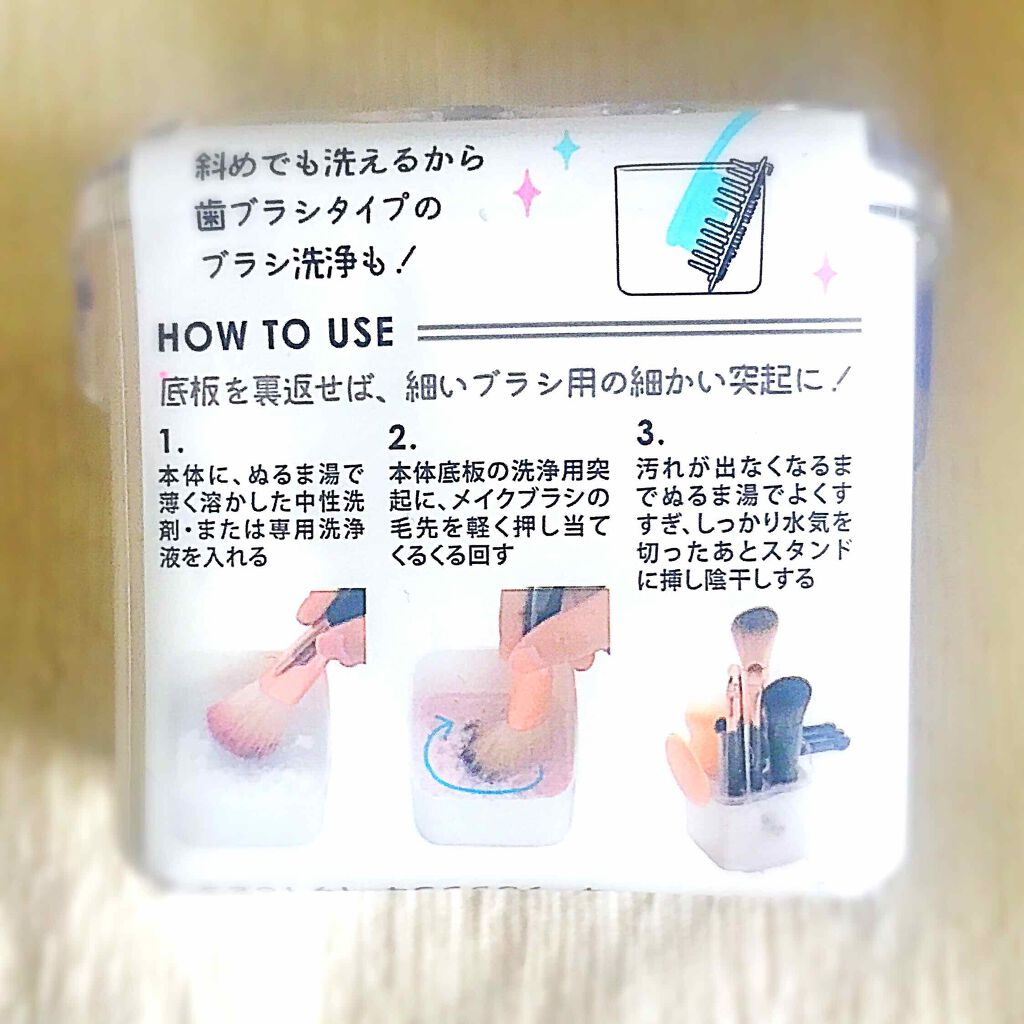 斜めでも洗えるから
歯ブラシタイプの
ブラシ洗浄も！
HOW TO USE
底板を裏返せば、細いブラシ用の細かい突起に！
1.
本体に、ぬるま湯で
薄く溶かした中性洗
剤・または専用洗浄
液を入れる
2.
本体底板の洗浄用突
起に、メイクブラシの
毛先を軽く押し当て
くるくる回す
3.
汚れが出なくなるま
でぬるま湯でよくす
すぎ、しっかり水気を
切ったあとスタンド
に挿し陰干しする